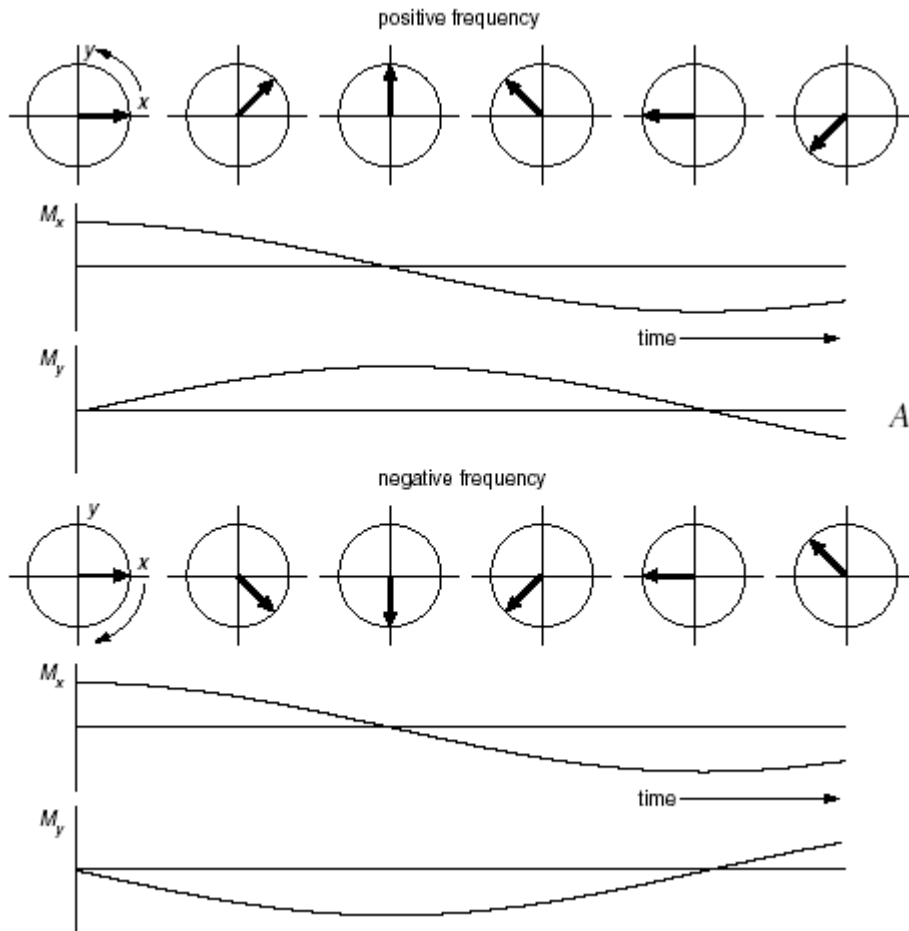 positive frequency
y
x
Mx
time
My
A
negative frequency
y
x
Mx
time
My